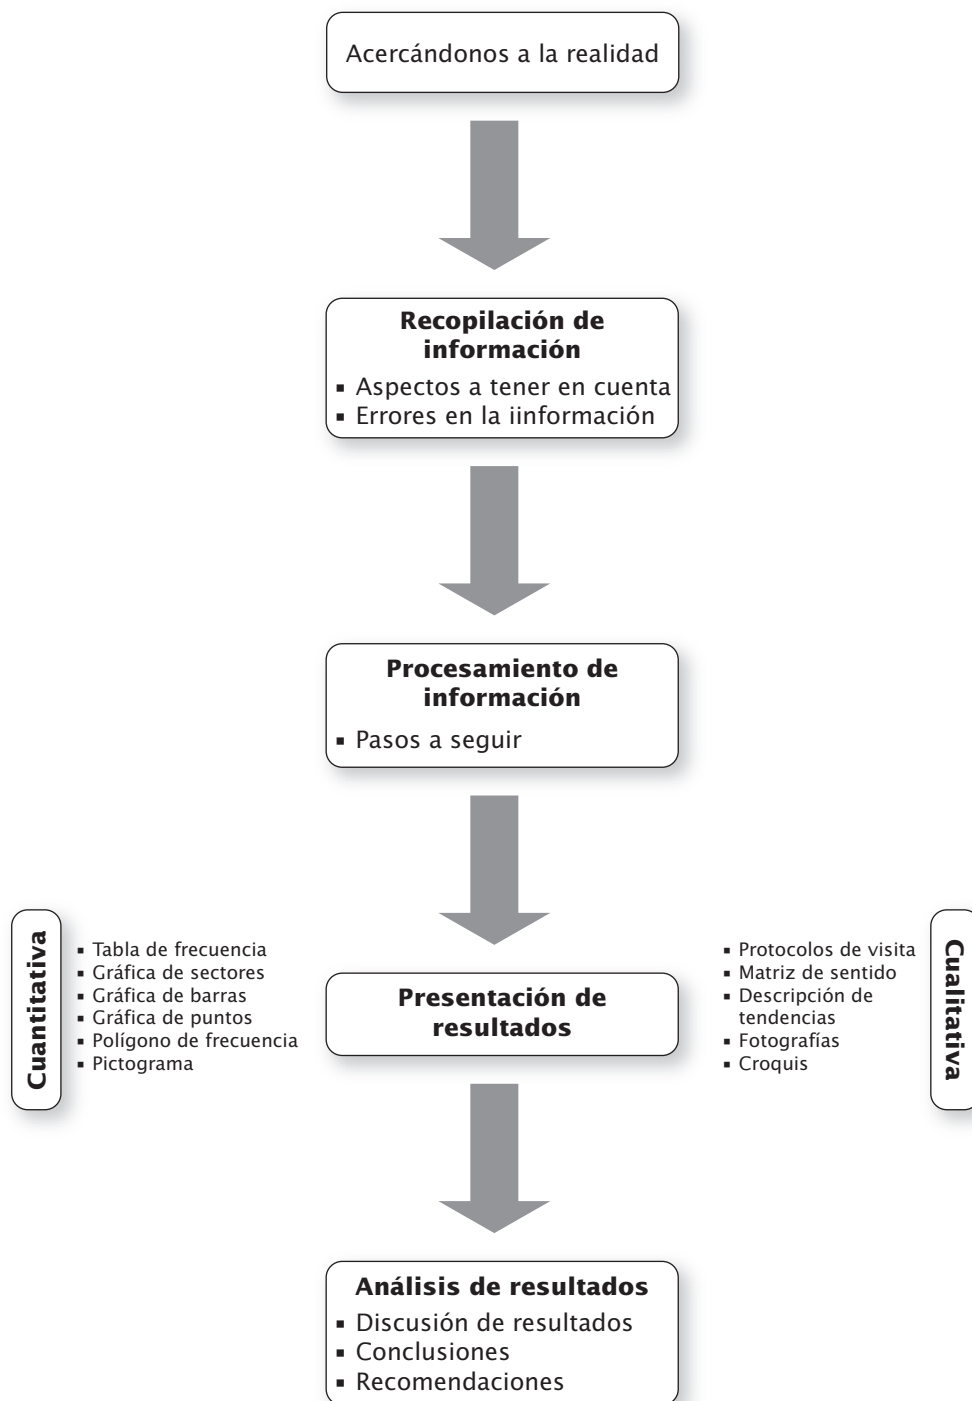 Acercándonos a la realidad
Recopilación de
información
▪ Aspectos a tener en cuenta
▪ Errores en la iinformación
Procesamiento de
información
▪ Pasos a seguir
Cuantitativa
▪ Tabla de frecuencia
▪ Gráfica de sectores
▪ Gráfica de barras
▪ Gráfica de puntos
▪ Polígono de frecuencia
▪ Pictograma
Presentación de
resultados
▪ Protocolos de visita
▪ Matriz de sentido
▪ Descripción de
tendencias
▪ Fotografías
▪ Croquis
Cualitativa
Análisis de resultados
▪ Discusión de resultados
▪ Conclusiones
▪ Recomendaciones